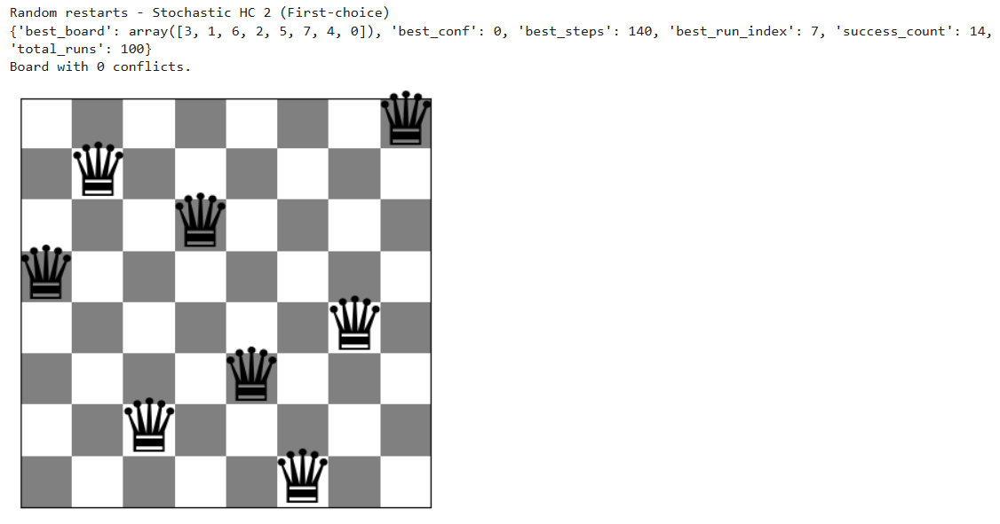 Random restarts - Stochastic HC 2 (First-choice)
{'best_board': array([3, 1, 6, 2, 5, 7, 4, 0]), 'best_conf': 0, 'best_steps': 140, 'best_run_index': 7, 'success_count': 14,
'total_runs': 100}
Board with 0 conflicts.